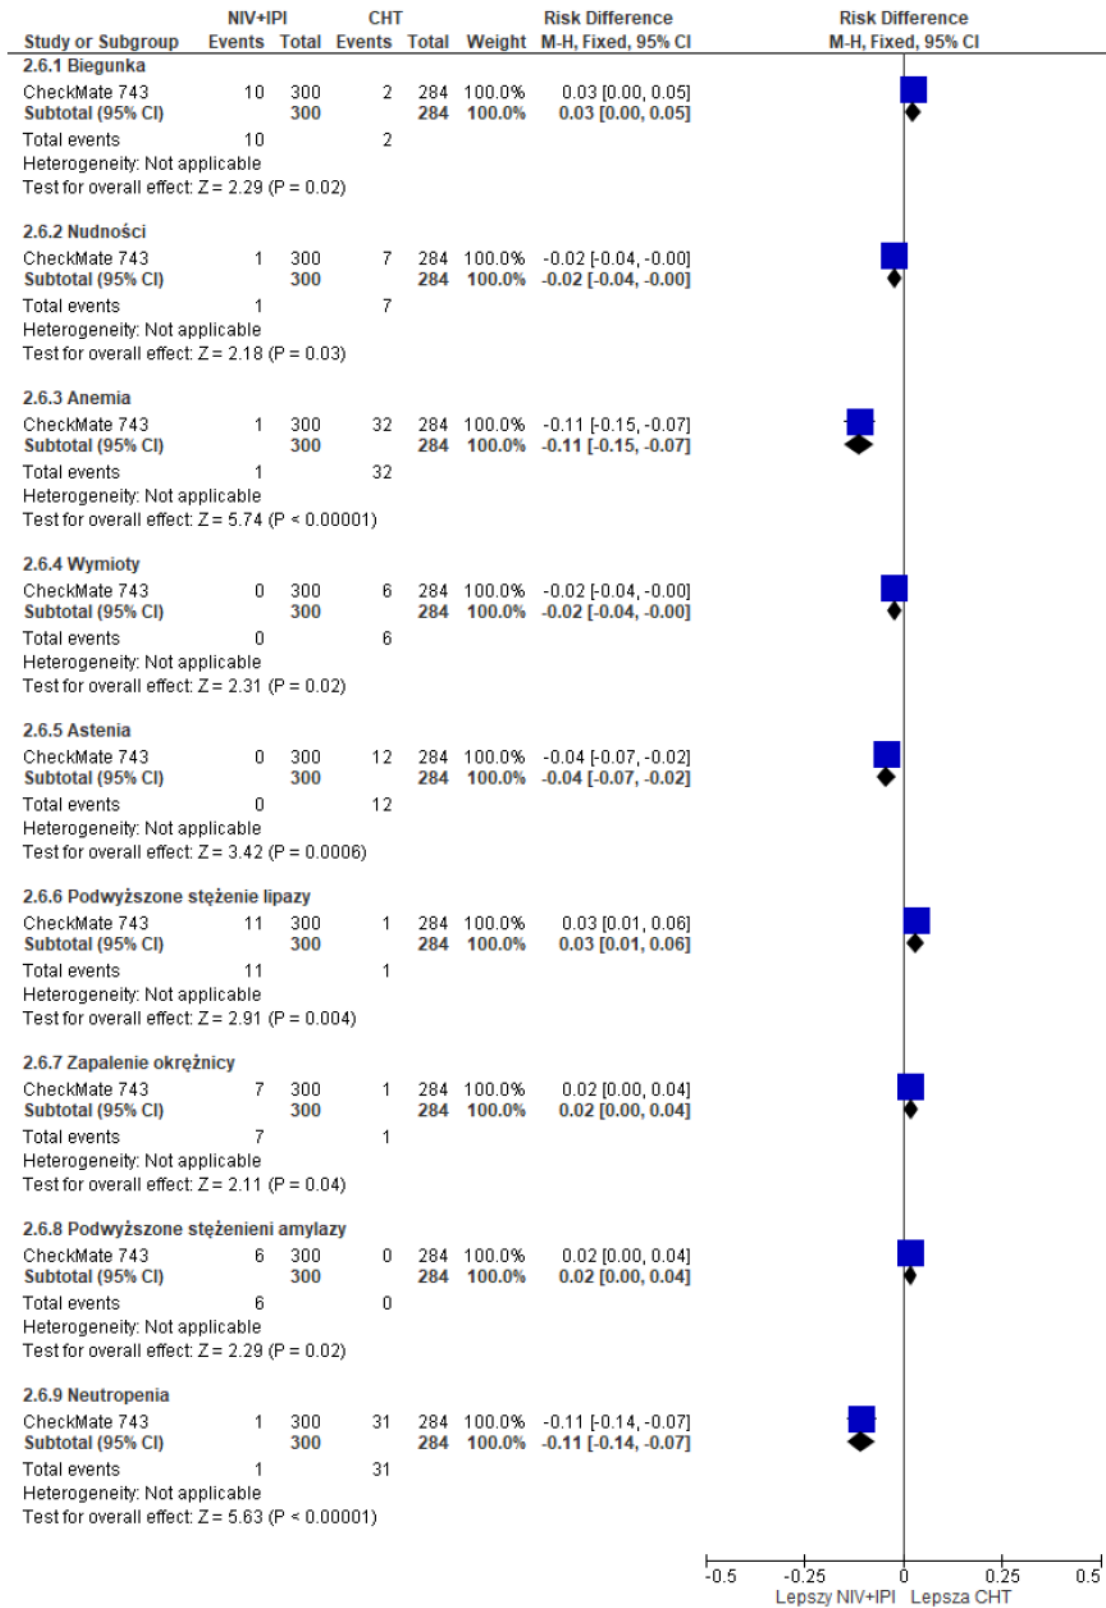 NIV+IPI CHT Risk Difference Risk Difference
Study or Subgroup Events Total Events Total Weight M-H, Fixed, 95% CI M-H, Fixed, 95% CI
2.6.1 Biegunka
CheckMate 743 10 300 2 284 100.0% 0.03 [0.00, 0.05]
Subtotal (95% CI) 300 284 100.0% 0.03 [0.00, 0.05]
Total events 10 2
Heterogeneity: Not applicable
Test for overall effect: Z = 2.29 (P = 0.02)
2.6.2 Nudności
CheckMate 743 1 300 7 284 100.0% -0.02 [-0.04, -0.00]
Subtotal (95% CI) 300 284 100.0% -0.02 [-0.04, -0.00]
Total events 1 7
Heterogeneity: Not applicable
Test for overall effect: Z = 2.18 (P = 0.03)
2.6.3 Anemia
CheckMate 743 1 300 32 284 100.0% -0.11 [-0.15, -0.07]
Subtotal (95% CI) 300 284 100.0% -0.11 [-0.15, -0.07]
Total events 1 32
Heterogeneity: Not applicable
Test for overall effect: Z = 5.74 (P < 0.00001)
2.6.4 Wymioty
CheckMate 743 0 300 6 284 100.0% -0.02 [-0.04, -0.00]
Subtotal (95% CI) 300 284 100.0% -0.02 [-0.04, -0.00]
Total events 0 6
Heterogeneity: Not applicable
Test for overall effect: Z = 2.31 (P = 0.02)
2.6.5 Astenia
CheckMate 743 0 300 12 284 100.0% -0.04 [-0.07, -0.02]
Subtotal (95% CI) 300 284 100.0% -0.04 [-0.07, -0.02]
Total events 0 12
Heterogeneity: Not applicable
Test for overall effect: Z = 3.42 (P = 0.0006)
2.6.6 Podwyższone stężenie lipazy
CheckMate 743 11 300 1 284 100.0% 0.03 [0.01, 0.06]
Subtotal (95% CI) 300 284 100.0% 0.03 [0.01, 0.06]
Total events 11 1
Heterogeneity: Not applicable
Test for overall effect: Z = 2.91 (P = 0.004)
2.6.7 Zapalenie okrężnicy
CheckMate 743 7 300 1 284 100.0% 0.02 [0.00, 0.04]
Subtotal (95% CI) 300 284 100.0% 0.02 [0.00, 0.04]
Total events 7 1
Heterogeneity: Not applicable
Test for overall effect: Z = 2.11 (P = 0.04)
2.6.8 Podwyższone stężenieni amylazy
CheckMate 743 6 300 0 284 100.0% 0.02 [0.00, 0.04]
Subtotal (95% CI) 300 284 100.0% 0.02 [0.00, 0.04]
Total events 6 0
Heterogeneity: Not applicable
Test for overall effect: Z = 2.29 (P = 0.02)
2.6.9 Neutropenia
CheckMate 743 1 300 31 284 100.0% -0.11 [-0.14, -0.07]
Subtotal (95% CI) 300 284 100.0% -0.11 [-0.14, -0.07]
Total events 1 31
Heterogeneity: Not applicable
Test for overall effect: Z = 5.63 (P < 0.00001)
-0.5 -0.25 0 0.25 0.5
Lepszy NIV+IPI Lepsza CHT